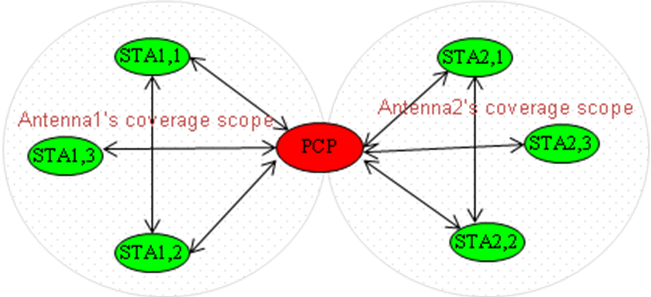 STA1,1
STA2,1
Antenna1's coverage scope
Antenna2's coverage scope
STA1,3
PCP
STA2,3
STA1,2
STA2,2